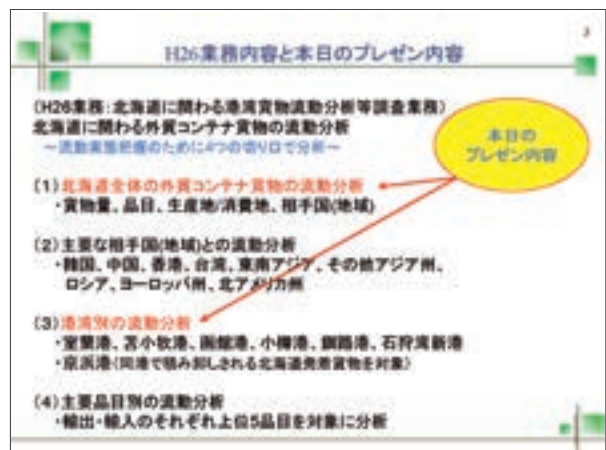 3
H26業務内容と本日のプレゼン内容
(H26業務:北海道に関わる港湾貨物流動分析等調査業務)
北海道に関わる外貿コンテナ貨物の流動分析
~流動実態把握のために4つの切り口で分析~
本日の
プレゼン内容
(1)北海道全体の外貿コンテナ貨物の流動分析
・貨物量、品目、生産地/消費地、相手国(地域)
(2)主要な相手国(地域)との流動分析
・韓国、中国、香港、台湾、東南アジア、その他アジア州、
ロシア、ヨーロッパ州、北アメリカ州
(3)港湾別の流動分析
・室蘭港、苫小牧港、函館港、小樽港、釧路港、石狩湾新港
・京浜港(同港で積み卸しされる北海道発着貨物を対象)
(4)主要品目別の流動分析
・輸出・輸入のそれぞれ上位5品目を対象に分析